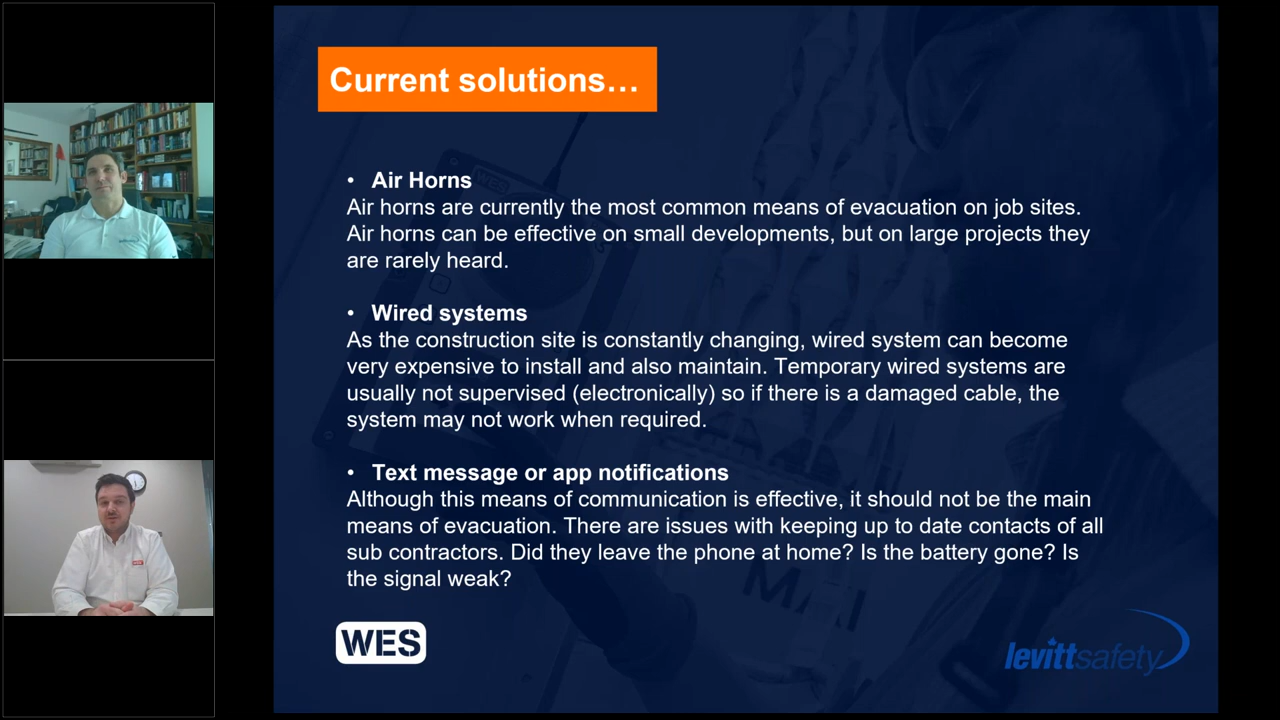 Current solutions…
• Air Horns
Air horns are currently the most common means of evacuation on job sites.
Air horns can be effective on small developments, but on large projects they
are rarely heard.
• Wired systems
As the construction site is constantly changing, wired system can become
very expensive to install and also maintain. Temporary wired systems are
usually not supervised (electronically) so if there is a damaged cable, the
system may not work when required.
• Text message or app notifications
Although this means of communication is effective, it should not be the main
means of evacuation. There are issues with keeping up to date contacts of all
sub contractors. Did they leave the phone at home? Is the battery gone? Is
the signal weak?
WES
levittsafety